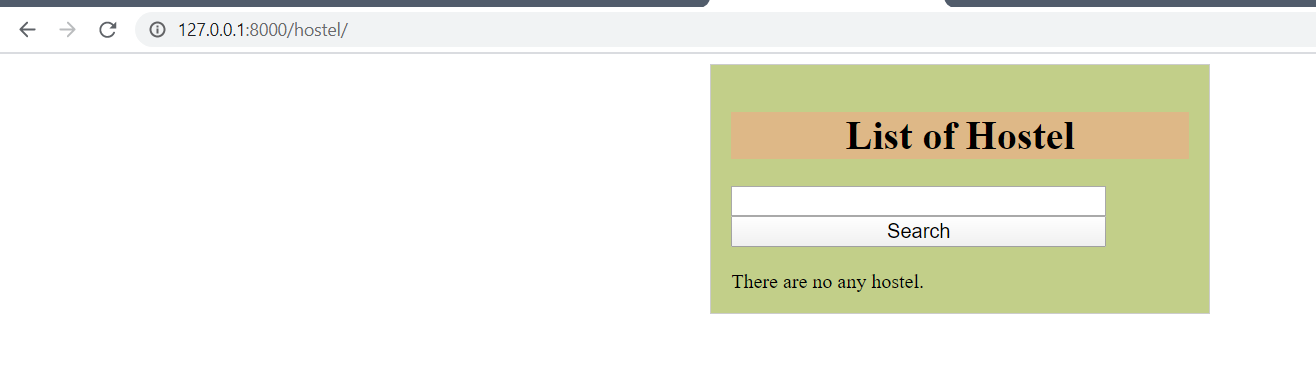 127.0.0.1:8000/hostel/
List of Hostel
Search
There are no any hostel.